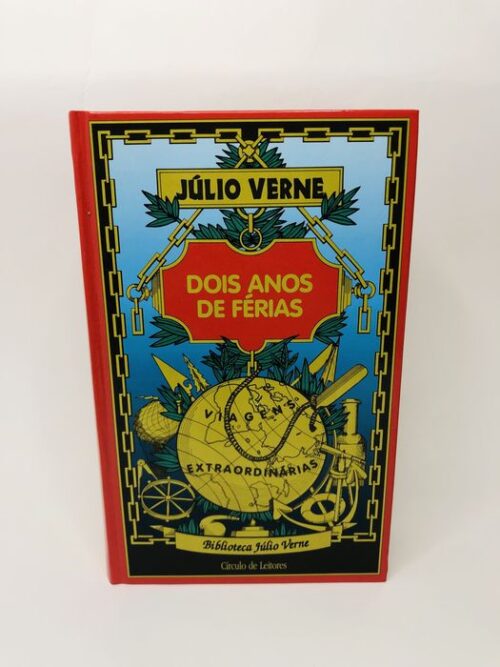 JÚLIO VERNE
DOIS ANOS
DE FÉRIAS
VIAGENS
EXTRAORDINÁRIAS
Biblioteca Júlio Verne
Círculo de Leitores